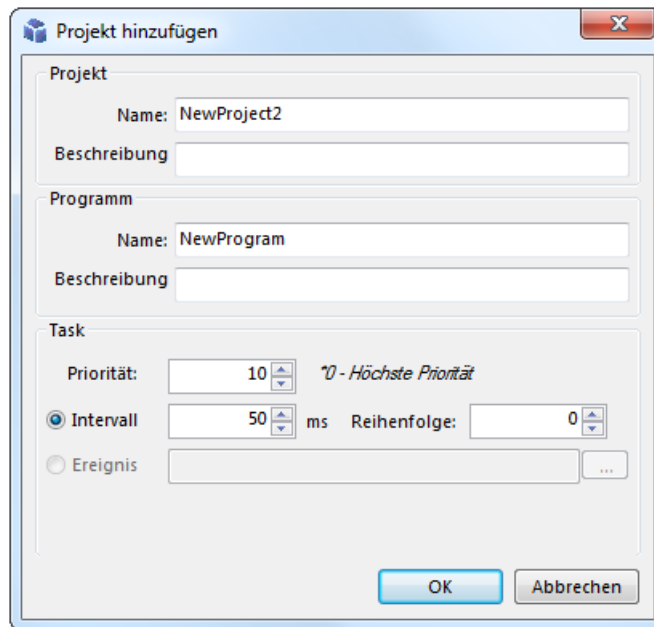 Projekt hinzufügen
Projekt
Name: NewProject2
Beschreibung
Programm
Name: NewProgram
Beschreibung
Task
Priorität: 10 *0 - Höchste Priorität
Intervall 50 ms Reihenfolge: 0
Ereignis ...
OK Abbrechen